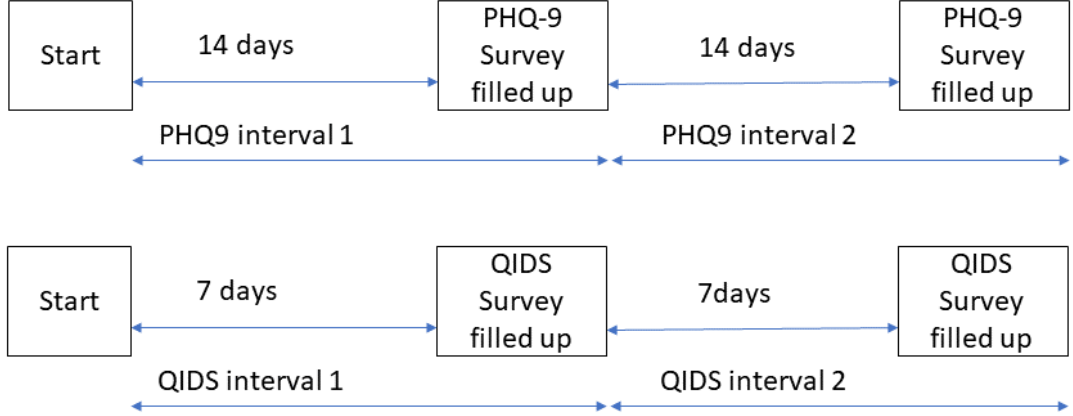 Start
14 days
PHQ-9
Survey
filled up
14 days
PHQ-9
Survey
filled up
PHQ9 interval 1
PHQ9 interval 2
Start
7 days
QIDS
Survey
filled up
7days
QIDS
Survey
filled up
QIDS interval 1
QIDS interval 2